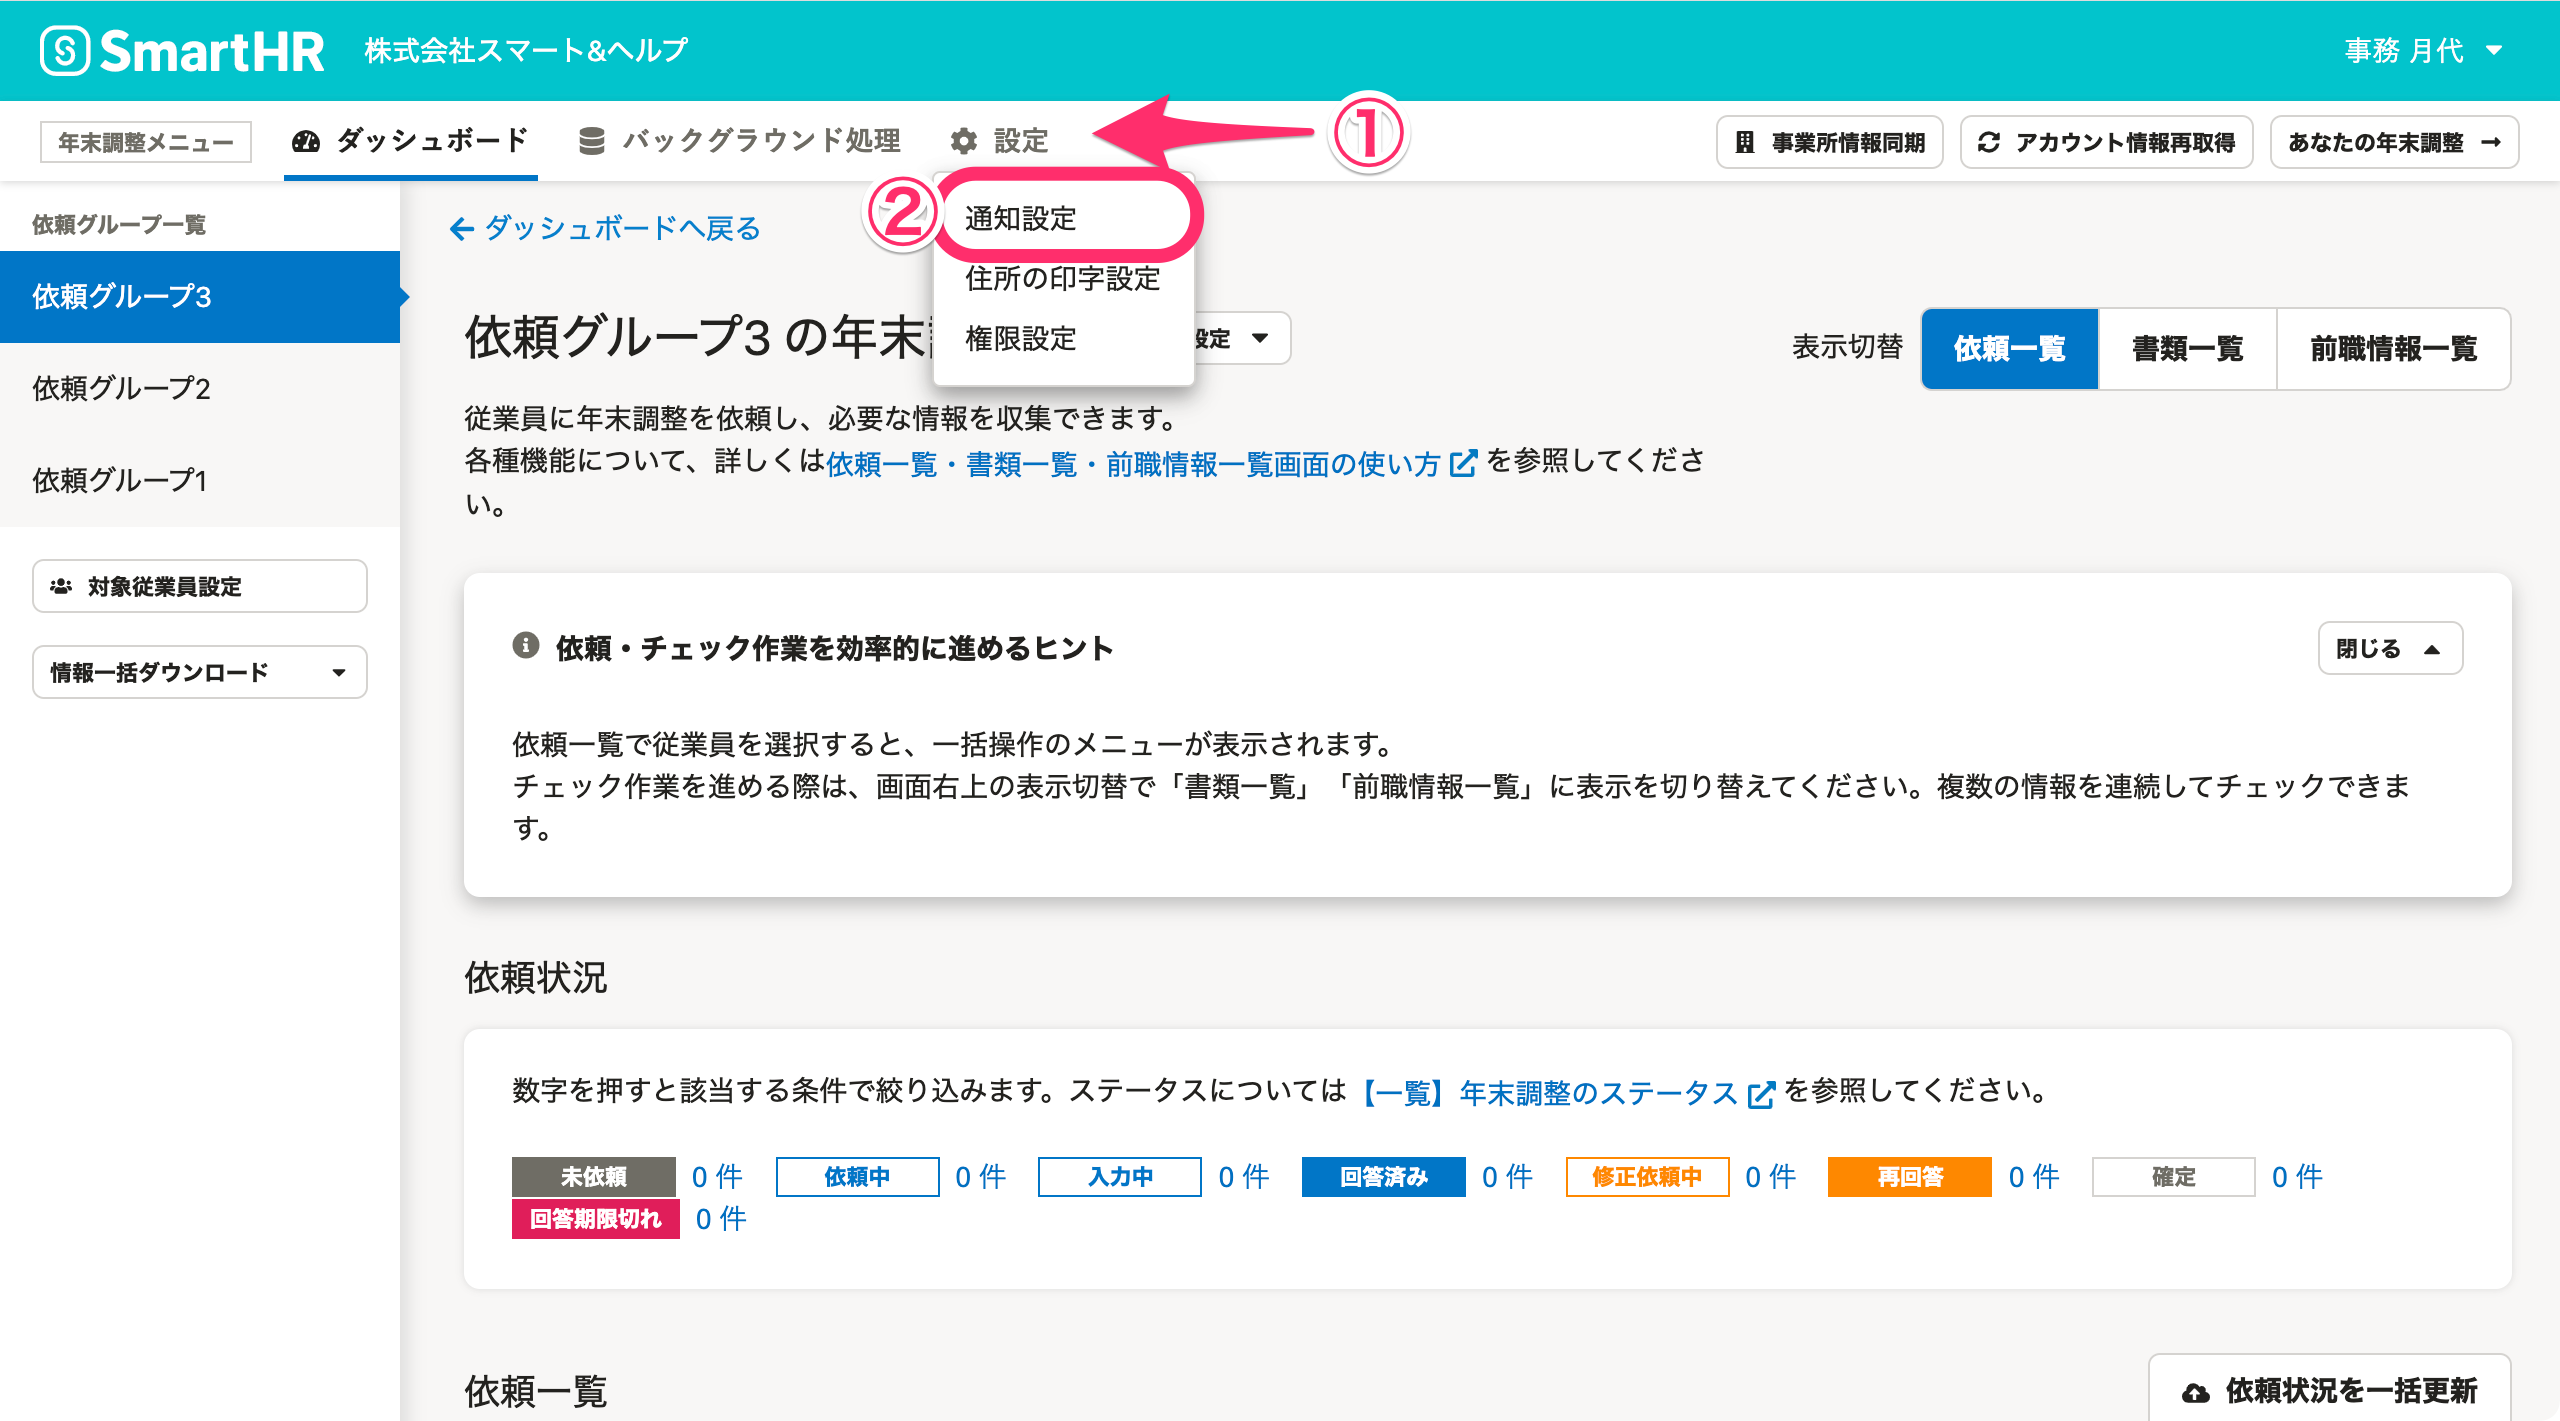 SmartHR 株式会社スマート&ヘルプ 事務 月代
年末調整メニュー ダッシュボード バックグラウンド処理 設定 ① 事業所情報同期 アカウント情報再取得 あなたの年末調整
依頼グループ一覧
依頼グループ3
依頼グループ2
依頼グループ1
対象従業員設定
情報一括ダウンロード
ダッシュボードへ戻る
② 通知設定
住所の印字設定
権限設定
依頼グループ3 の年末 設定
表示切替 依頼一覧 書類一覧 前職情報一覧
従業員に年末調整を依頼し、必要な情報を収集できます。
各種機能について、詳しくは依頼一覧・書類一覧・前職情報一覧画面の使い方 を参照してくださ
い。
依頼・チェック作業を効率的に進めるヒント 閉じる
依頼一覧で従業員を選択すると、一括操作のメニューが表示されます。
チェック作業を進める際は、画面右上の表示切替で「書類一覧」「前職情報一覧」に表示を切り替えてください。複数の情報を連続してチェックできま
す。
依頼状況
数字を押すと該当する条件で絞り込みます。ステータスについては【一覧】年末調整のステータス を参照してください。
未依頼 0 件 依頼中 0 件 入力中 0 件 回答済み 0 件 修正依頼中 0 件 再回答 0 件 確定 0 件
回答期限切れ 0 件
依頼一覧 依頼状況を一括更新